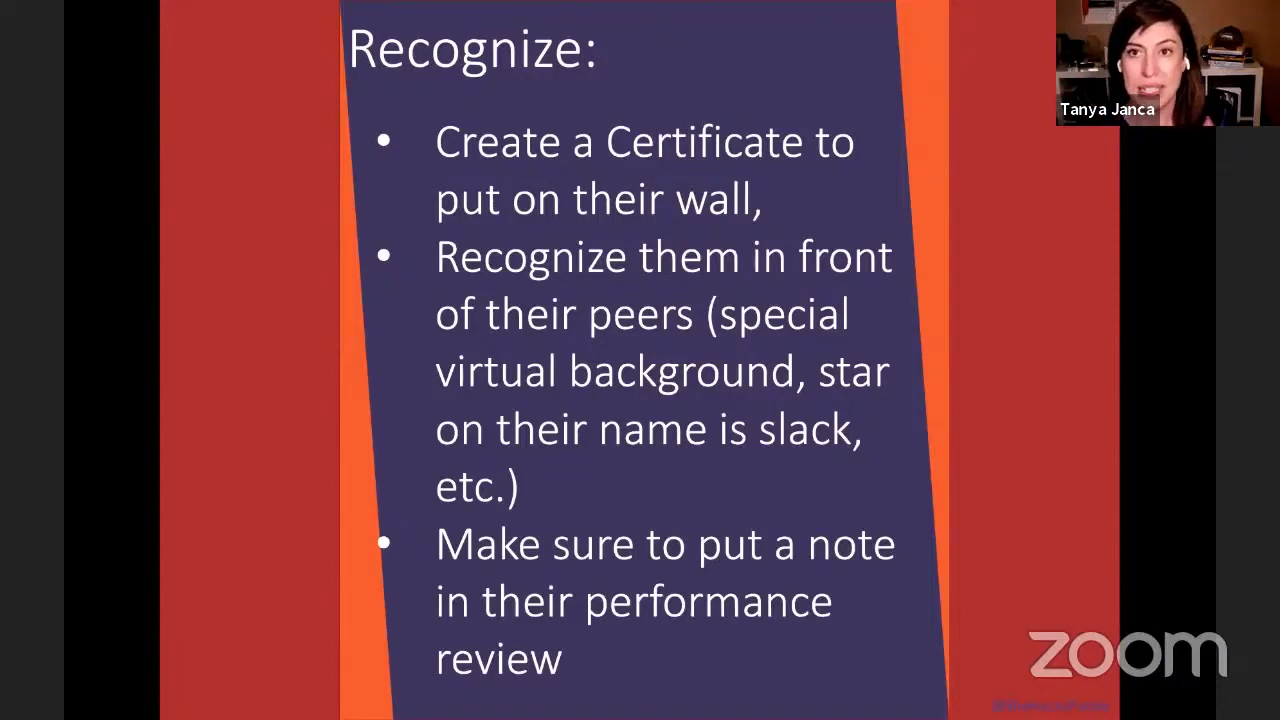 Recognize:
• Create a Certificate to
put on their wall,
• Recognize them in front
of their peers (special
virtual background, star
on their name is slack,
etc.)
• Make sure to put a note
in their performance
review
Tanya Janca
zoom